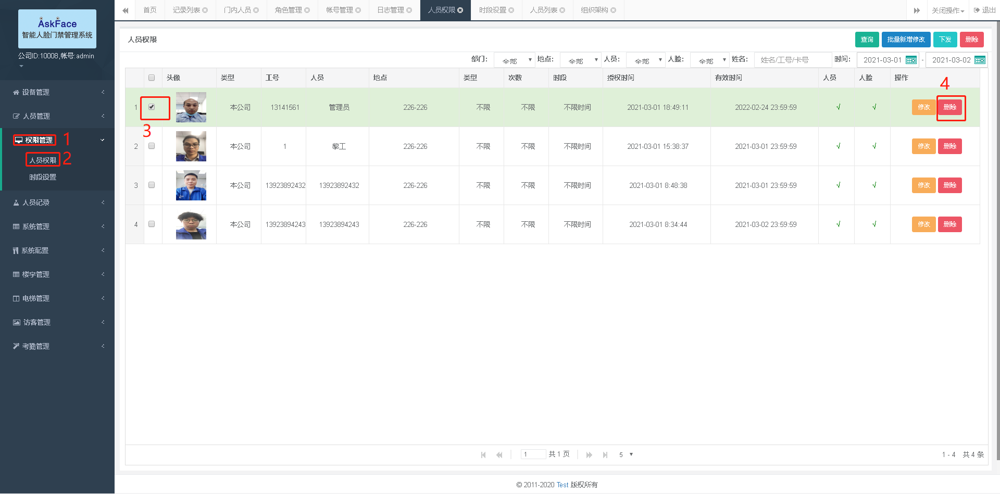 AskFace
智能人脸门禁管理系统
公司ID:10008,帐号:admin
首页 记录列表 门内人员 角色管理 帐号管理 日志管理 人员权限 时段设置 人员列表 组织架构 关闭操作 退出
设备管理
人员管理
权限管理 1
人员权限 2
时段设置
人员记录
系统管理
系统配置
楼宇管理
电梯管理
访客管理
考勤管理
人员权限 查询 批量新增修改 下发 删除
部门: 全部 地点: 全部 人员: 全部 人脸: 全部 姓名: 姓名/工号/卡号 时间: 2021-03-01 - 2021-03-02
头像 类型 工号 人员 地点 类型 次数 时段 授权时间 有效时间 人员 人脸 操作
4
1 本公司 13141561 管理员 226-226 不限 不限 不限时间 2021-03-01 18:49:11 2022-02-24 23:59:59 √ √ 修改 删除
3
2 本公司 1 黎工 226-226 不限 不限 不限时间 2021-03-01 15:38:37 2021-03-01 23:59:59 √ √ 修改 删除
3 本公司 13923892432 13923892432 226-226 不限 不限 不限时间 2021-03-01 8:48:38 2021-03-01 23:59:59 √ √ 修改 删除
4 本公司 13923894243 13923894243 226-226 不限 不限 不限时间 2021-03-01 8:34:44 2021-03-02 23:59:59 √ √ 修改 删除
1 共 1 页 5 1 - 4 共 4 条
© 2011-2020 Test 版权所有